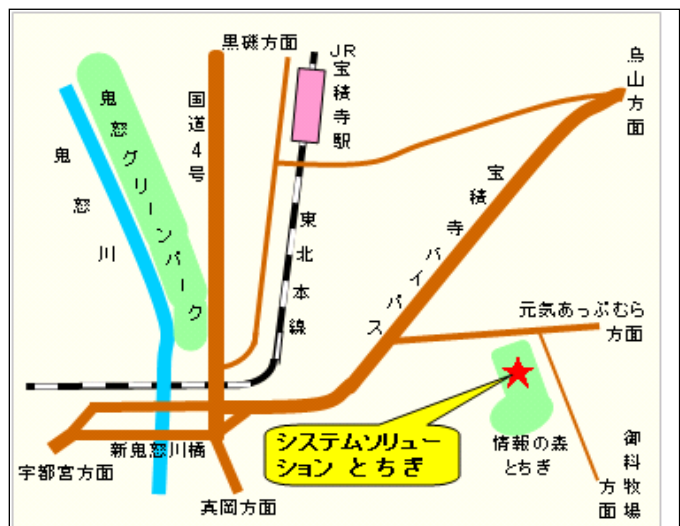 黒磯方面
JR
宝積寺駅
烏山方面
鬼怒グリーンパーク
国道4号
鬼怒川
宝積寺バイパス
東北本線
元気あっぷむら
方面
システムソリュー
ション とちぎ
情報の森
とちぎ
御料牧場
方面
新鬼怒川橋
宇都宮方面
真岡方面